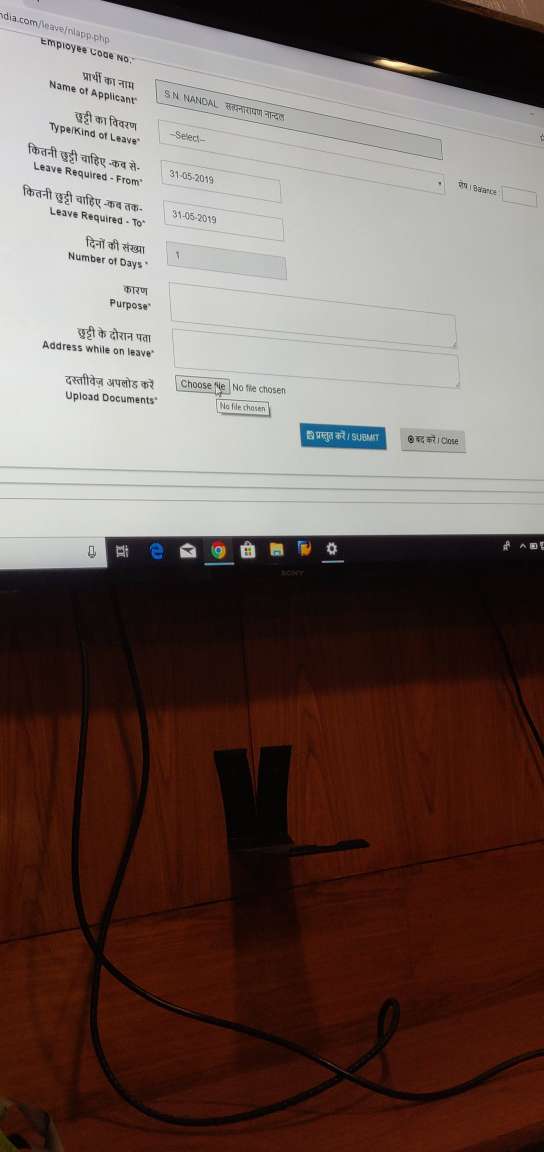 ndia.com/leave/nlapp.php
Employee Code No.*
प्रार्थी का नाम
Name of Applicant*
S.N. NANDAL सत्यनारायण नान्दल
छुट्टी का विवरण
Type/Kind of Leave*
--Select--
शेष / Balance
कितनी छुट्टी चाहिए -कब से-
Leave Required - From*
31-05-2019
कितनी छुट्टी चाहिए -कब तक-
Leave Required - To*
31-05-2019
दिनों की संख्या
Number of Days *
1
कारण
Purpose*
छुट्टी के दौरान पता
Address while on leave*
दस्तावेज़ अपलोड करें
Upload Documents*
Choose file No file chosen
No file chosen
प्रस्तुत करें / SUBMIT
बंद करें / Close
SONY